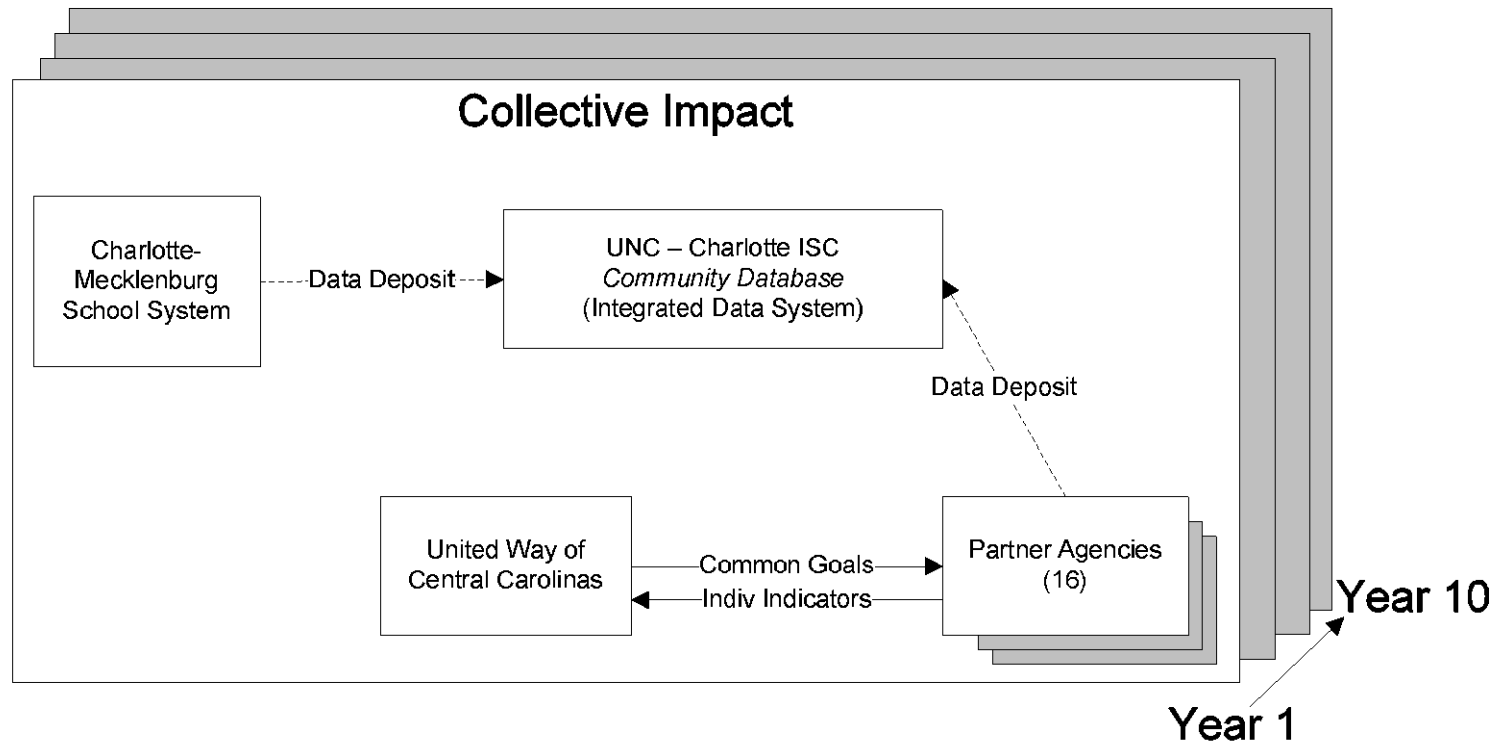 Collective Impact
Charlotte-
Mecklenburg
School System
Data Deposit
UNC – Charlotte ISC
Community Database
(Integrated Data System)
Data Deposit
United Way of
Central Carolinas
Common Goals
Indiv Indicators
Partner Agencies
(16)
Year 10
Year 1